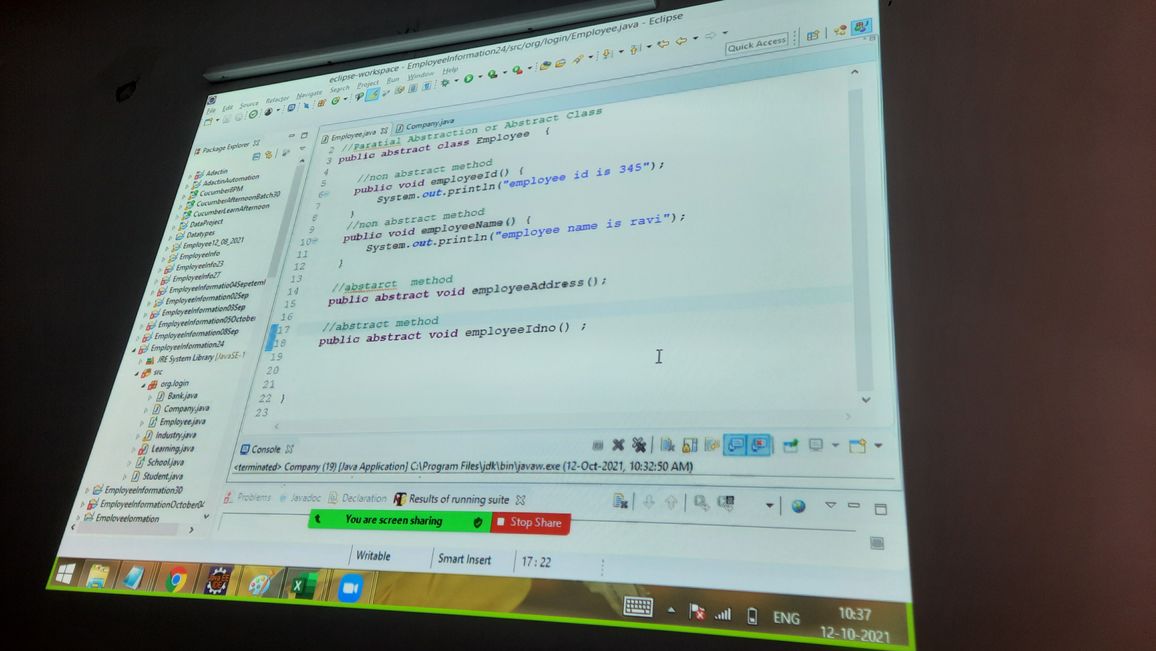 eclipse-workspace - EmployeeInformation24/src/org/login/Employee.java - Eclipse
File Edit Source Refactor Navigate Search Project Run Window Help
Quick Access
Package Explorer
Adactin
AdactinAutomation
CucumberBPM
CucumberAfternoonBatch30
CucumberLearnAfternoon
DataProject
Datatypes
Employee12_08_2021
EmployeeInfo
EmployeeInfo23
EmployeeInfo27
EmployeeInformatio04Sepetemb
EmployeeInformation02Sep
EmployeeInformation03Sep
EmployeeInformation05October
EmployeeInformation08Sep
EmployeeInformation24
JRE System Library [JavaSE-1
src
org.login
Bank.java
Company.java
Employee.java
Industry.java
Learning.java
School.java
Student.java
EmployeeInformation30
EmployeeInformationOctober04
EmployeeIormation
Employee.java Company.java
2 //Paratial Abstraction or Abstract Class
3 public abstract class Employee {
4
5 //non abstract method
6 public void employeeId() {
7 System.out.println("employee id is 345");
8 }
9 //non abstract method
10 public void employeeName() {
11 System.out.println("employee name is ravi");
12 }
13
14 //abstarct method
15 public abstract void employeeAddress();
16
17 //abstract method
18 public abstract void employeeIdno() ;
19
20
21
22 }
23
Console
<terminated> Company (19) [Java Application] C:\Program Files\jdk\bin\javaw.exe (12-Oct-2021, 10:32:50 AM)
Problems Javadoc Declaration Results of running suite
You are screen sharing Stop Share
Writable Smart Insert 17 : 22
ENG 10:37
12-10-2021